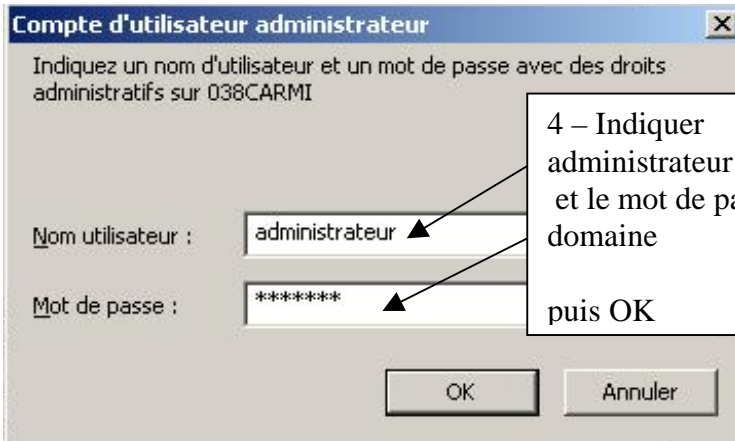 Compte d'utilisateur administrateur
Indiquez un nom d'utilisateur et un mot de passe avec des droits
administratifs sur 038CARMI
4 – Indiquer
administrateur
et le mot de pa
domaine
puis OK
Nom utilisateur :
administrateur
Mot de passe :
*******
OK
Annuler